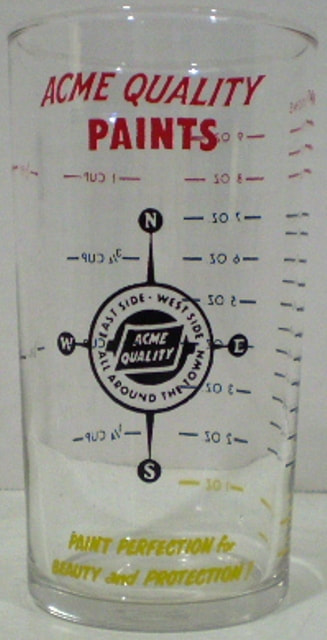 ACME QUALITY
PAINTS
9 OZ
1 CUP
8 OZ
N
7 OZ
3/4 CUP
6 OZ
5 OZ
EAST SIDE - WEST SIDE
ALL AROUND THE TOWN
ACME
QUALITY
W
CUP
E
3 OZ
1/4 CUP
2 OZ
S
1 OZ
PAINT PERFECTION for
BEAUTY and PROTECTION!